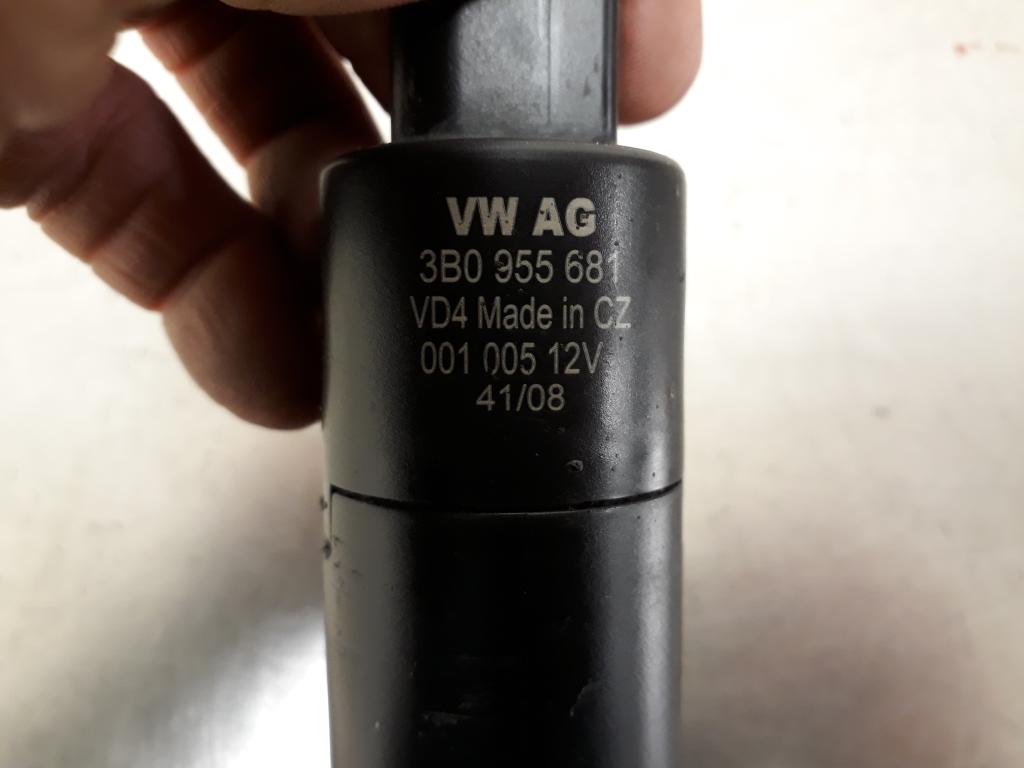 VW AG
3B0 955 681
VD4 Made in CZ
001 005 12V
41/08